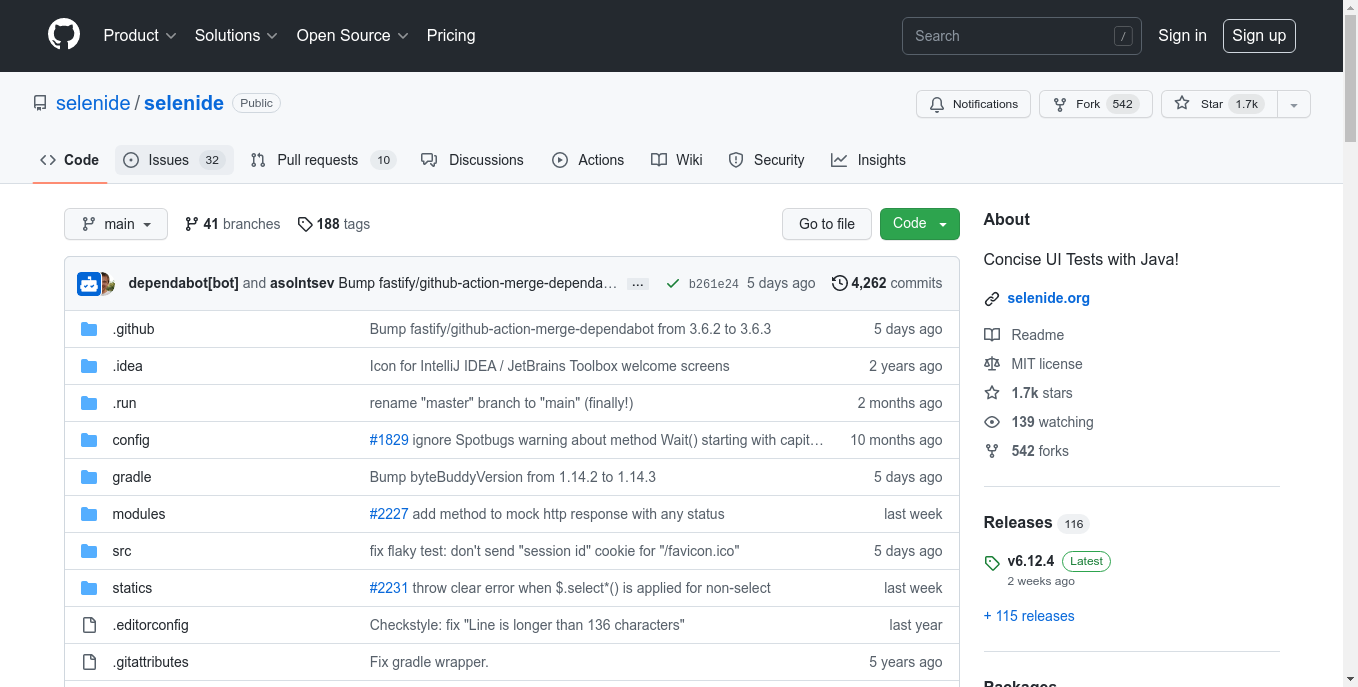 Product Solutions Open Source Pricing Search / Sign in Sign up
selenide / selenide Public Notifications Fork 542 Star 1.7k
Code Issues 32 Pull requests 10 Discussions Actions Wiki Security Insights
main 41 branches 188 tags Go to file Code
dependabot[bot] and asolntsev Bump fastify/github-action-merge-dependa… … b261e24 5 days ago 4,262 commits
.github Bump fastify/github-action-merge-dependabot from 3.6.2 to 3.6.3 5 days ago
.idea Icon for IntelliJ IDEA / JetBrains Toolbox welcome screens 2 years ago
.run rename "master" branch to "main" (finally!) 2 months ago
config #1829 ignore Spotbugs warning about method Wait() starting with capit… 10 months ago
gradle Bump byteBuddyVersion from 1.14.2 to 1.14.3 5 days ago
modules #2227 add method to mock http response with any status last week
src fix flaky test: don't send "session id" cookie for "/favicon.ico" 5 days ago
statics #2231 throw clear error when $.select*() is applied for non-select last week
.editorconfig Checkstyle: fix "Line is longer than 136 characters" last year
.gitattributes Fix gradle wrapper. 5 years ago
About
Concise UI Tests with Java!
selenide.org
Readme
MIT license
1.7k stars
139 watching
542 forks
Releases 116
v6.12.4 Latest
2 weeks ago
+ 115 releases
Packages